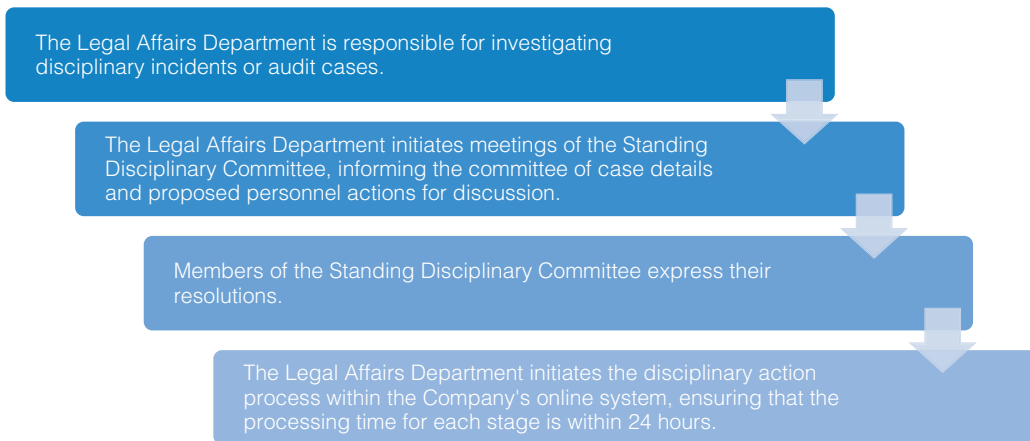 The Legal Affairs Department is responsible for investigating
disciplinary incidents or audit cases.
The Legal Affairs Department initiates meetings of the Standing
Disciplinary Committee, informing the committee of case details
and proposed personnel actions for discussion.
Members of the Standing Disciplinary Committee express their
resolutions.
The Legal Affairs Department initiates the disciplinary action
process within the Company's online system, ensuring that the
processing time for each stage is within 24 hours.